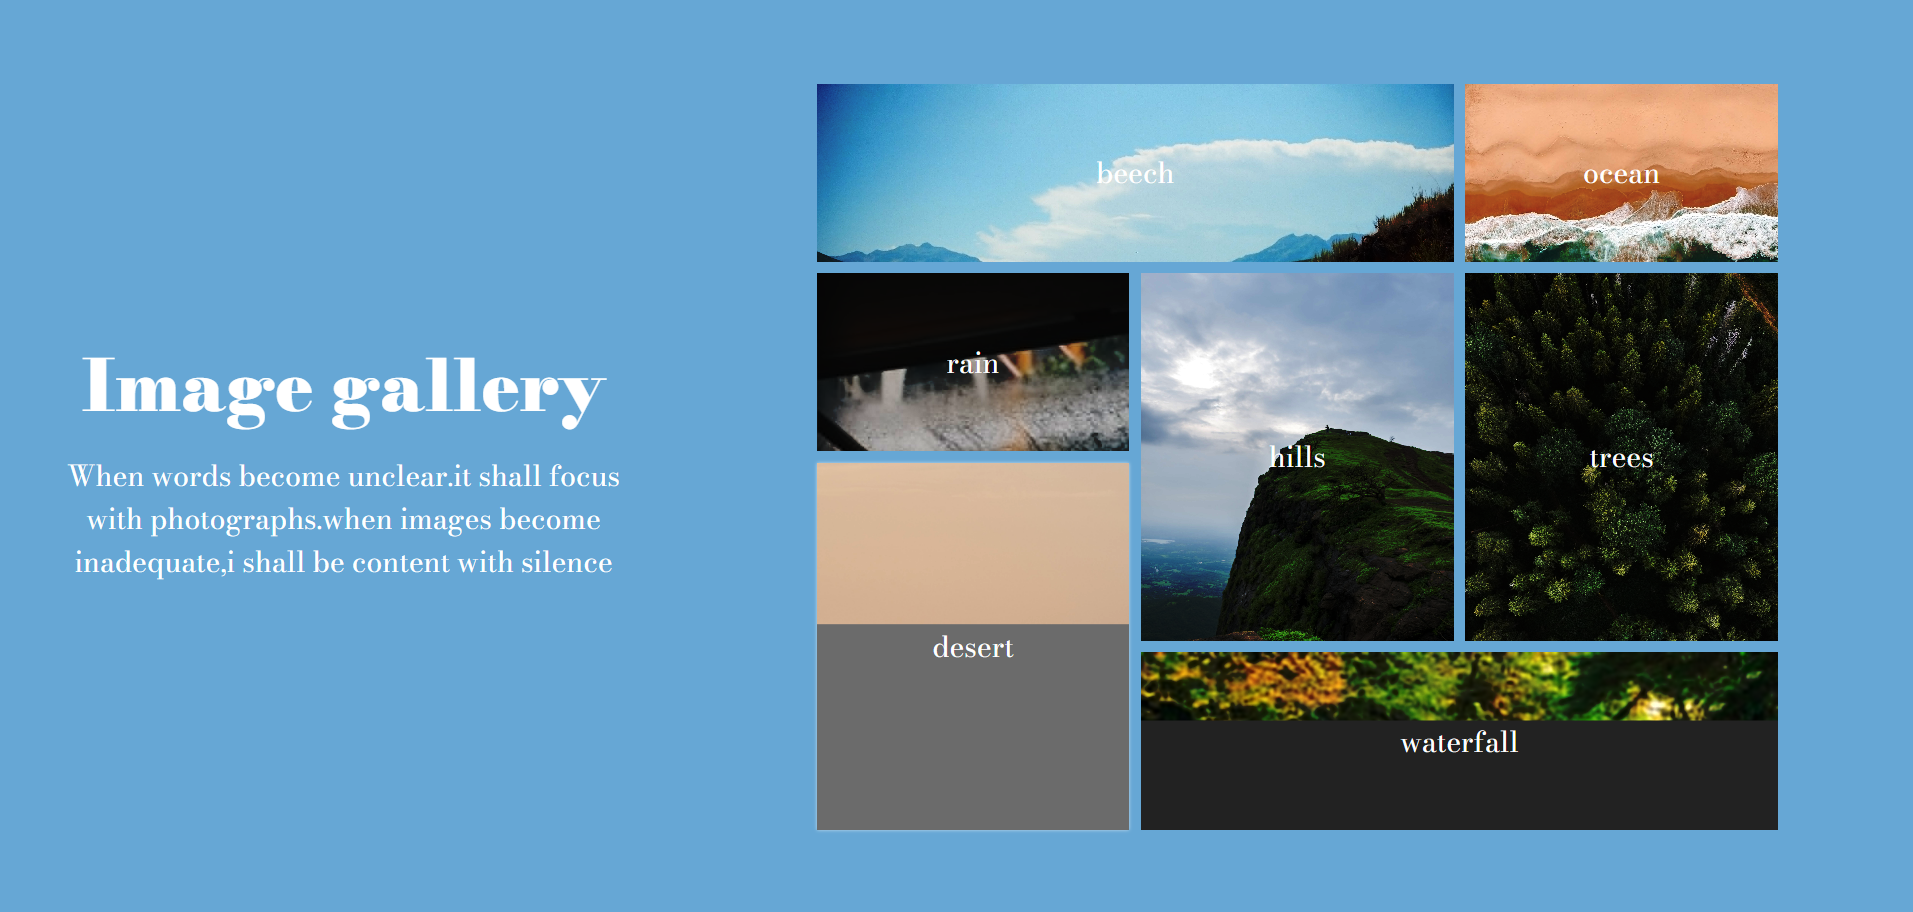 Image gallery
When words become unclear.it shall focus
with photographs.when images become
inadequate,i shall be content with silence
beech
ocean
rain
hills
trees
desert
waterfall